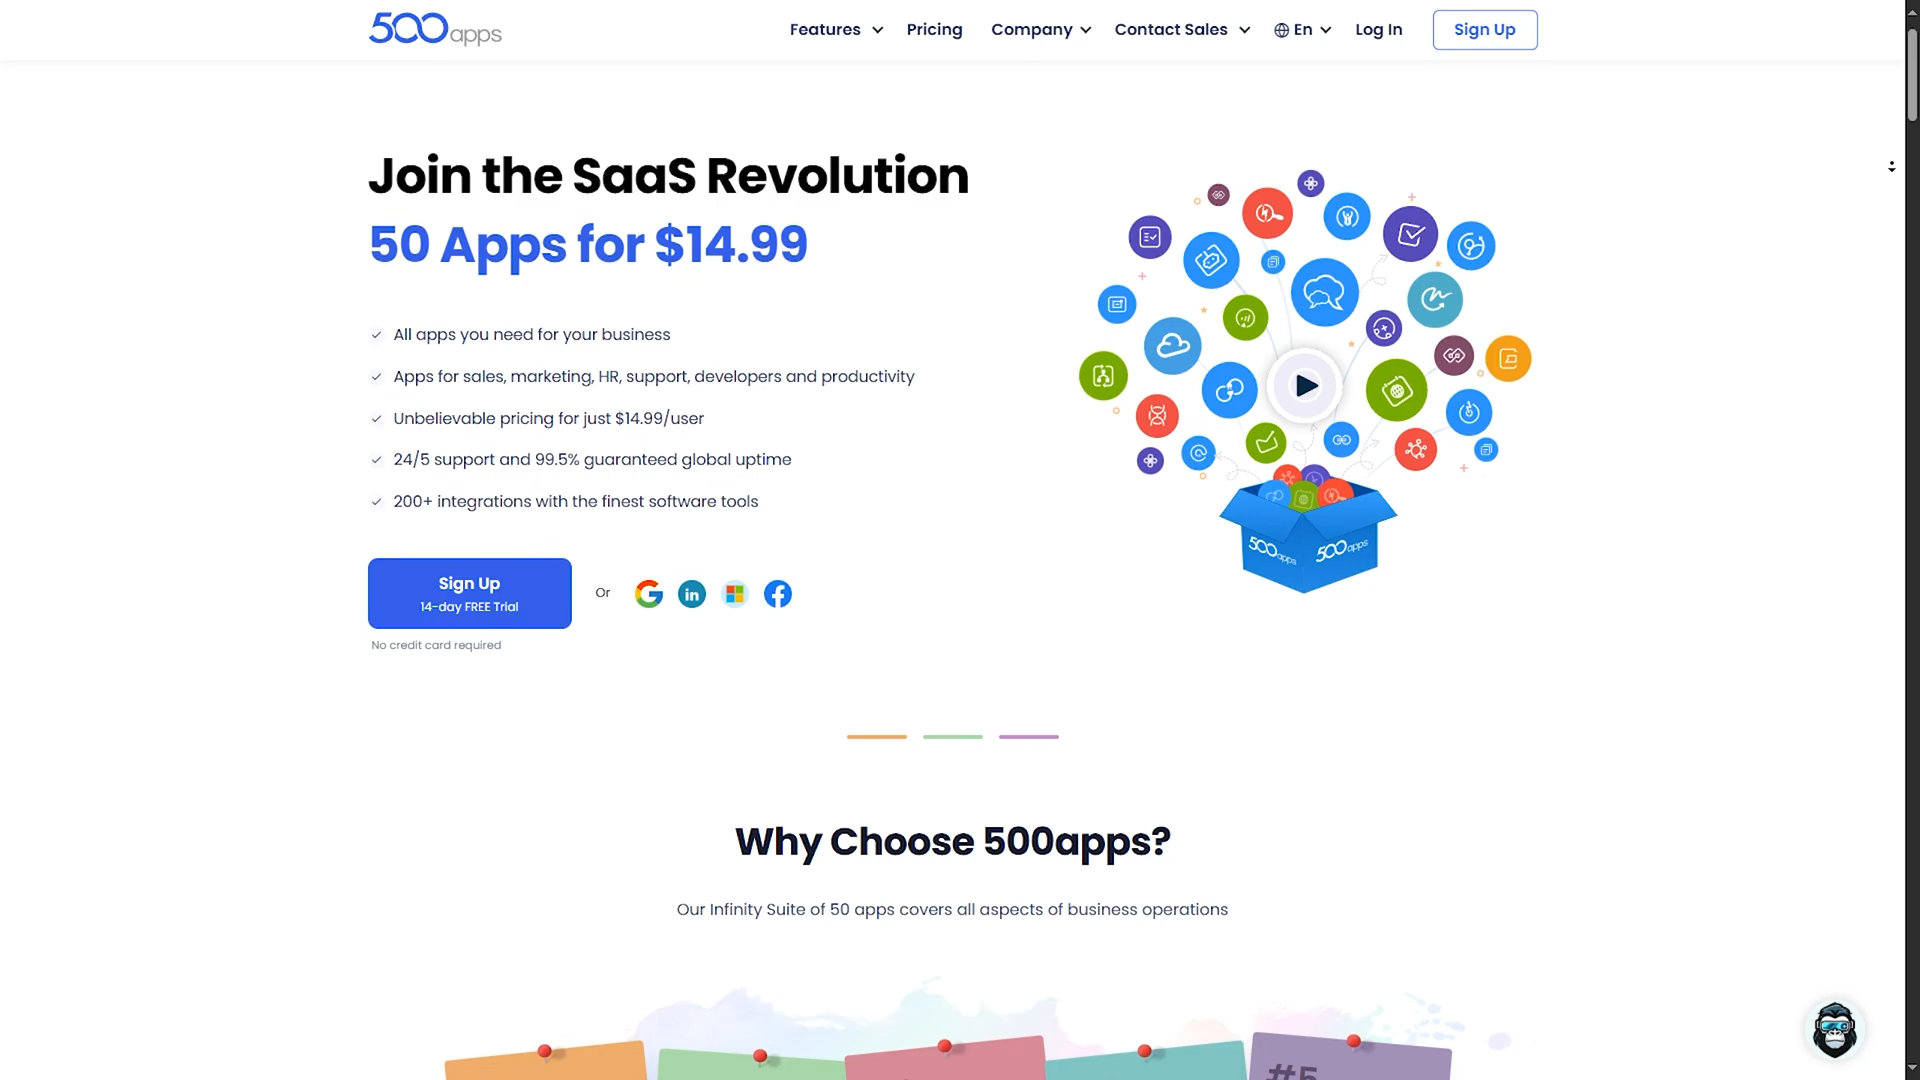 500apps
Features
Pricing
Company
Contact Sales
En
Log In
Sign Up
Join the SaaS Revolution
50 Apps for $14.99
All apps you need for your business
Apps for sales, marketing, HR, support, developers and productivity
Unbelievable pricing for just $14.99/user
24/5 support and 99.5% guaranteed global uptime
200+ integrations with the finest software tools
500apps
500apps
Sign Up
14-day FREE Trial
Or
No credit card required
Why Choose 500apps?
Our Infinity Suite of 50 apps covers all aspects of business operations
#5